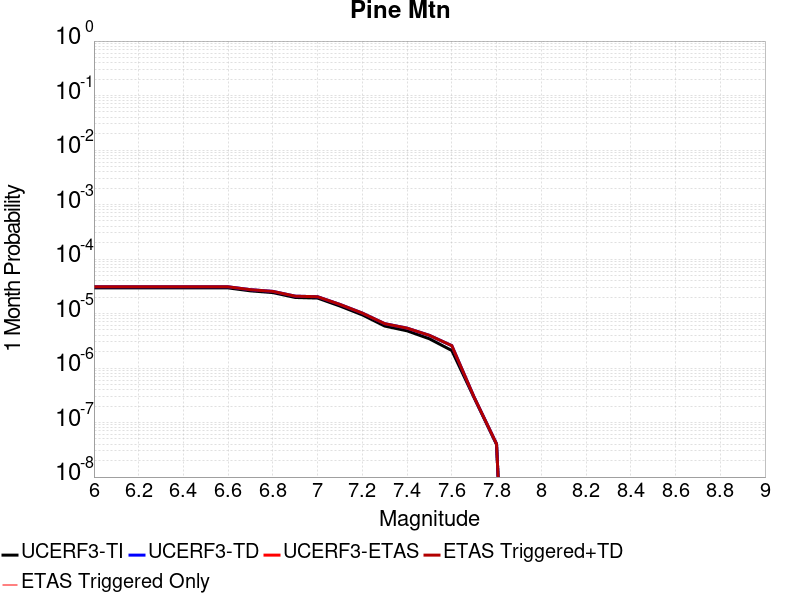 Pine Mtn
10 0
10 -1
10 -2
10 -3
10 -4
10 -5
10 -6
10 -7
10 -8
1 Month Probability
6 6.2 6.4 6.6 6.8 7 7.2 7.4 7.6 7.8 8 8.2 8.4 8.6 8.8 9
Magnitude
UCERF3-TI UCERF3-TD UCERF3-ETAS ETAS Triggered+TD
ETAS Triggered Only